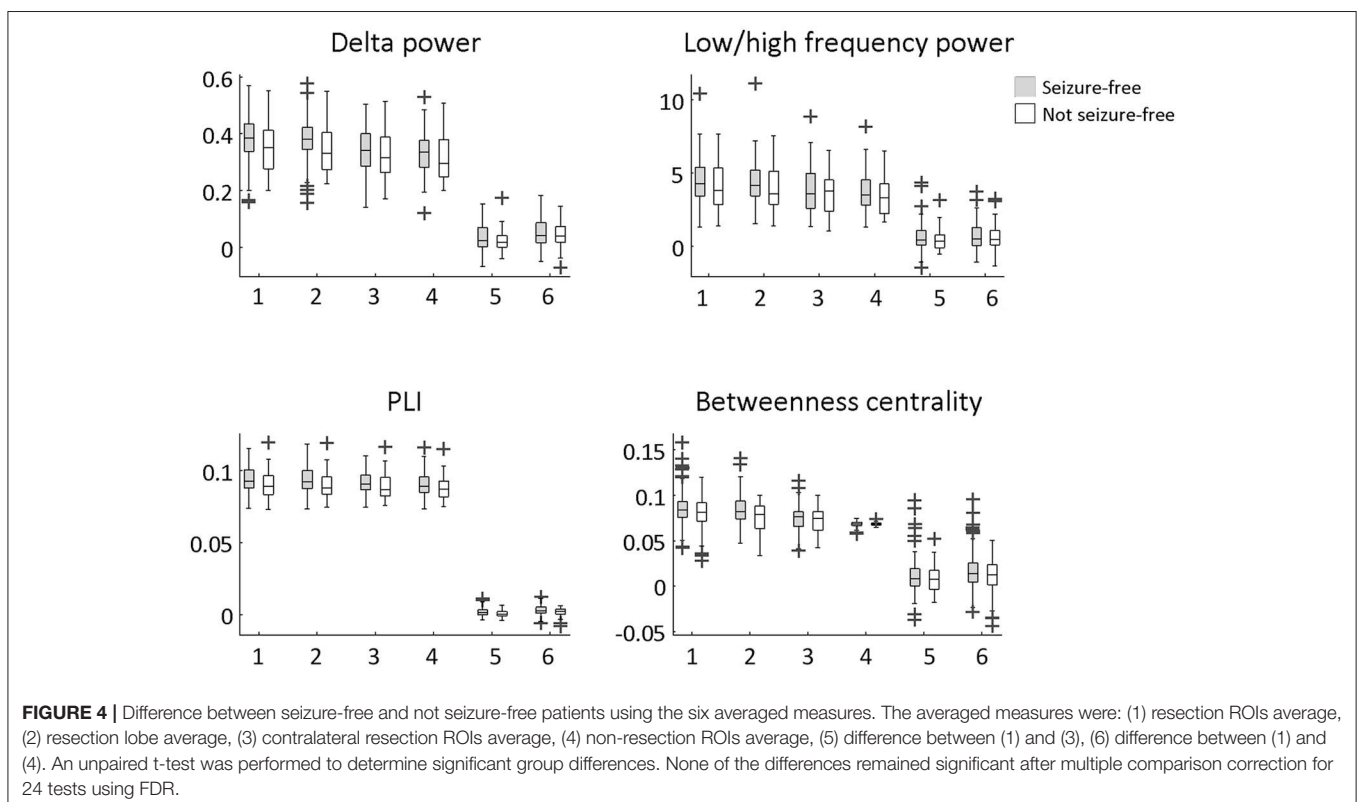 Delta power
Low/high frequency power
Seizure-free
Not seizure-free
0.6
0.4
0.2
0
1 2 3 4 5 6
10
5
0
1 2 3 4 5 6
PLI
Betweenness centrality
0.1
0.05
0
1 2 3 4 5 6
0.15
0.1
0.05
0
-0.05
1 2 3 4 5 6
FIGURE 4 | Difference between seizure-free and not seizure-free patients using the six averaged measures. The averaged measures were: (1) resection ROIs average,
(2) resection lobe average, (3) contralateral resection ROIs average, (4) non-resection ROIs average, (5) difference between (1) and (3), (6) difference between (1) and
(4). An unpaired t-test was performed to determine significant group differences. None of the differences remained significant after multiple comparison correction for
24 tests using FDR.